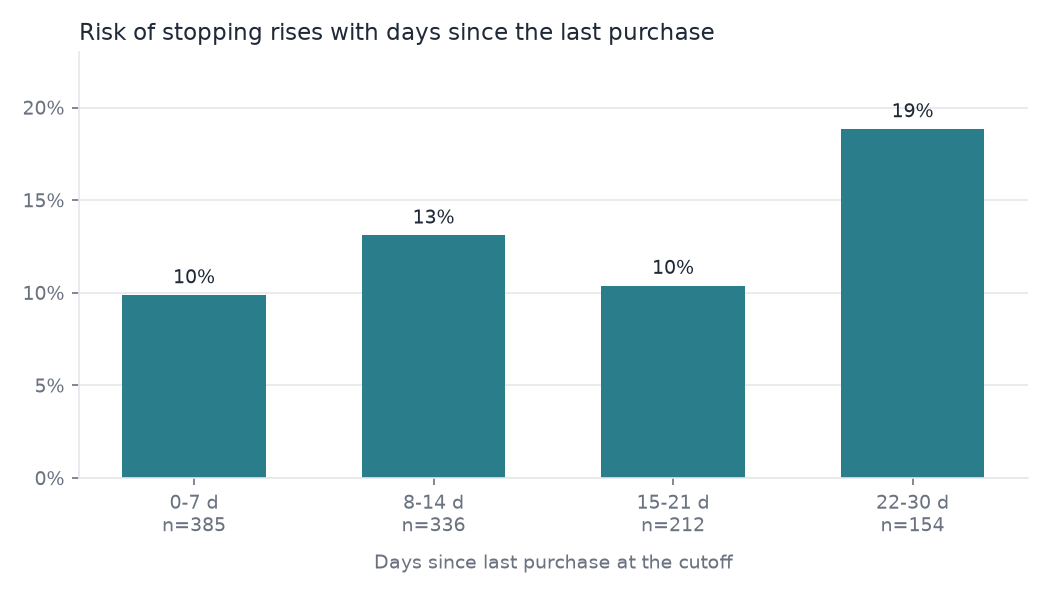 Risk of stopping rises with days since the last purchase
20%
15%
10%
5%
0%
10%
13%
10%
19%
0-7 d
n=385
8-14 d
n=336
15-21 d
n=212
22-30 d
n=154
Days since last purchase at the cutoff